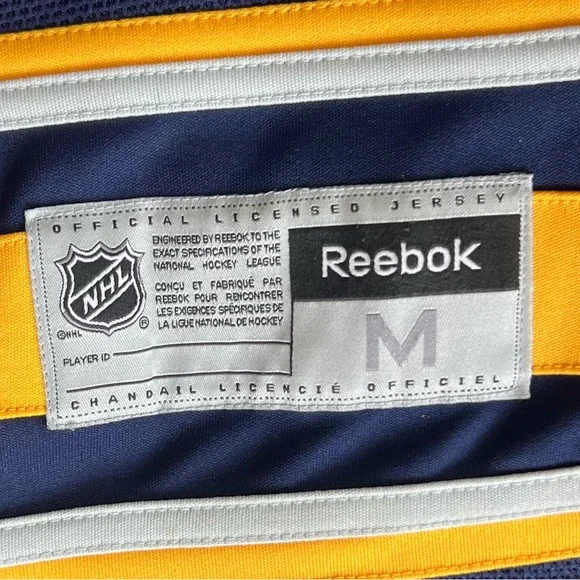 OFFICIAL LICENSED JERSEY
NHL
®
©NHL
ENGINEERED BY REEBOK TO THE
EXACT SPECIFICATIONS OF THE
NATIONAL HOCKEY LEAGUE
CONÇU ET FABRIQUÉ PAR
REEBOK POUR RENCONTRER
LES EXIGENCES SPÉCIFIQUES DE
LA LIGUE NATIONAL DE HOCKEY
PLAYER ID
Reebok
M
CHANDAIL LICENCIÉ OFFICIEL